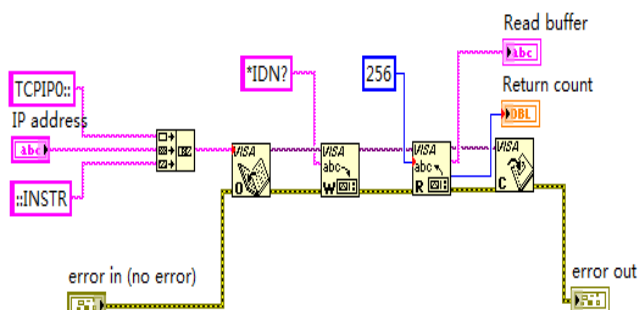 Read buffer
abc
*IDN?
256
TCPIP0::
Return count
DBL
IP address
abc
VISA
abc
VISA
abc
VISA
VISA
O
W
R
C
::INSTR
error in (no error)
error out